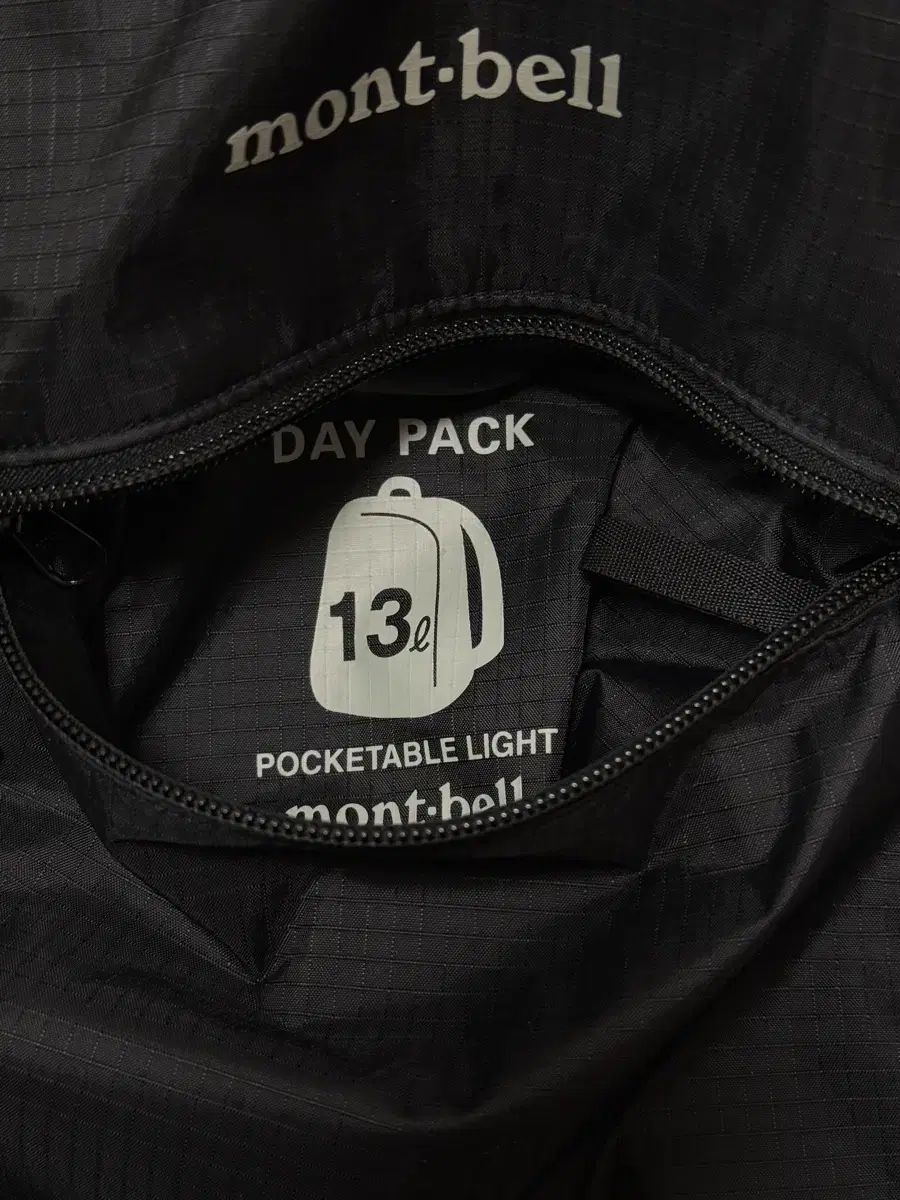 mont·bell
DAY PACK
13ℓ
POCKETABLE LIGHT
mont·bell